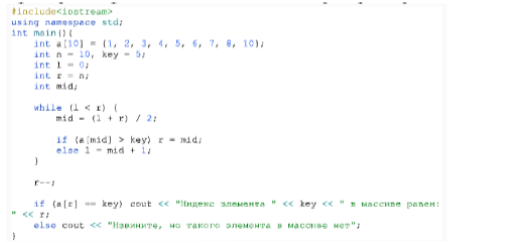 #include<iostream>
using namespace std;
int main(){
int a[10] = {1, 2, 3, 4, 5, 6, 7, 8, 10};
int n = 10, key = 5;
int l = 0;
int r = n;
int mid;
while (l < r) {
mid = (l + r) / 2;
if (a[mid] > key) r = mid;
else l = mid + 1;
}
r--;
if (a[r] == key) cout << "Индекс элемента " << key << " в массиве равен:
" << r;
else cout << "Извините, но такого элемента в массиве нет";
}